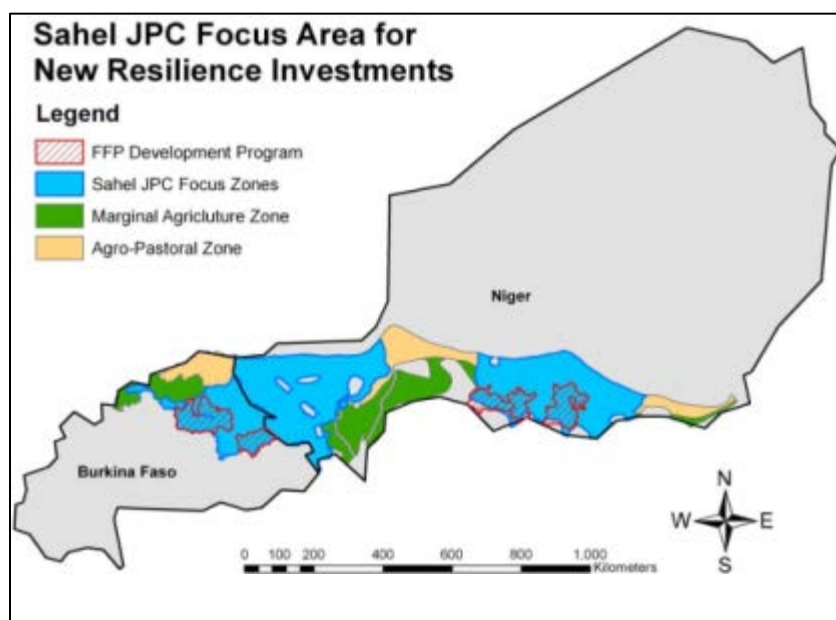 Sahel JPC Focus Area for
New Resilience Investments
Legend
FFP Development Program
Sahel JPC Focus Zones
Marginal Agricluture Zone
Agro-Pastoral Zone
Niger
Burkina Faso
N
W E
S
0 100 200 400 600 800 1,000
Kilometers